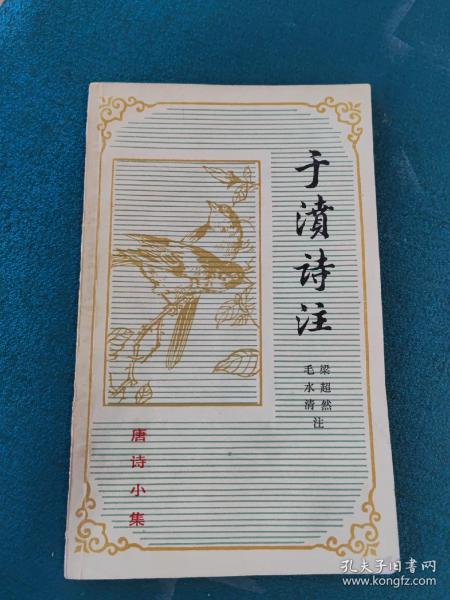 于濆诗注
梁超然
毛水清
注
唐诗小集
孔夫子旧书网
www.kongfz.com